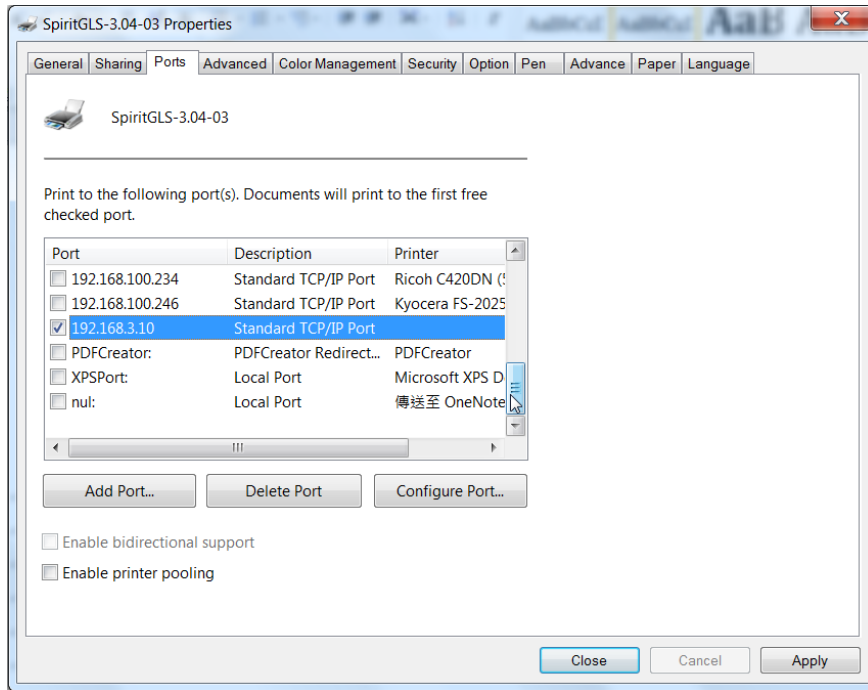 SpiritGLS-3.04-03 Properties
General Sharing Ports Advanced Color Management Security Option Pen Advance Paper Language
SpiritGLS-3.04-03
Print to the following port(s). Documents will print to the first free
checked port.
Port Description Printer
192.168.100.234 Standard TCP/IP Port Ricoh C420DN (
192.168.100.246 Standard TCP/IP Port Kyocera FS-2025
192.168.3.10 Standard TCP/IP Port
PDFCreator: PDFCreator Redirect... PDFCreator
XPSPort: Local Port Microsoft XPS D
nul: Local Port 傳送至 OneNote
Add Port... Delete Port Configure Port...
Enable bidirectional support
Enable printer pooling
Close Cancel Apply